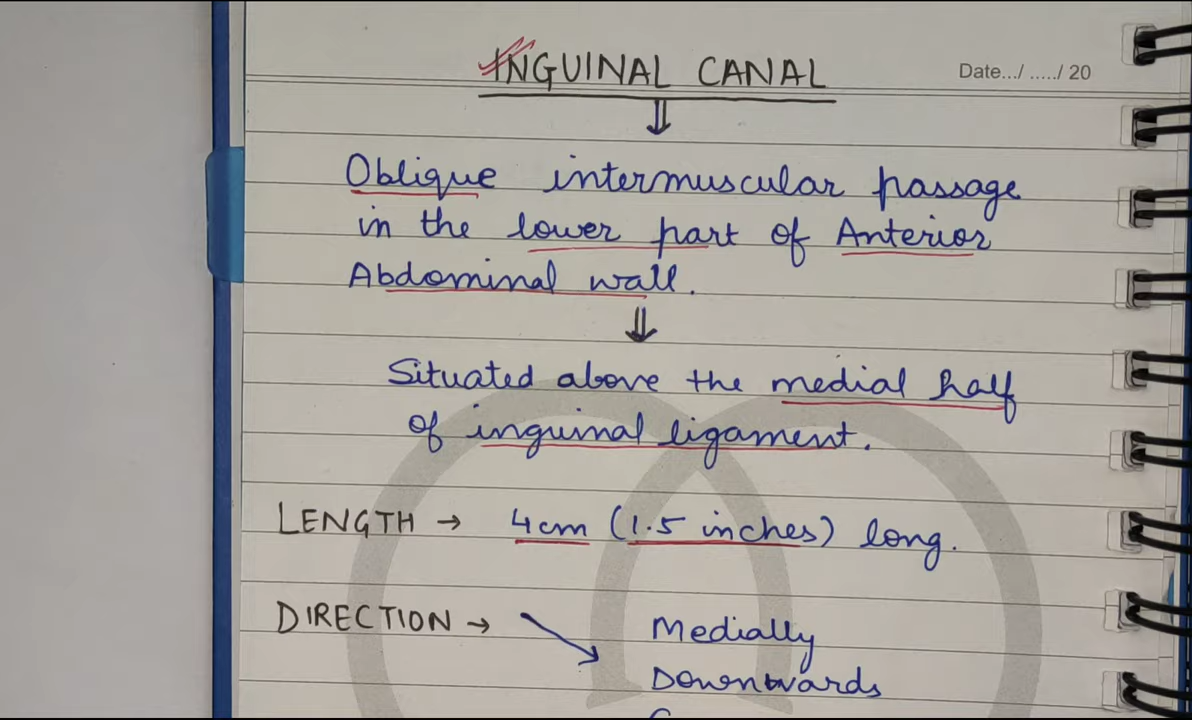 INGUINAL CANAL
Date.../ ...../ 20
⇓
Oblique intermuscular passage
in the lower part of Anterior
Abdominal wall.
⇓
Situated above the medial half
of inguinal ligament.
LENGTH → 4cm (1.5 inches) long.
DIRECTION → Medially
Downwards